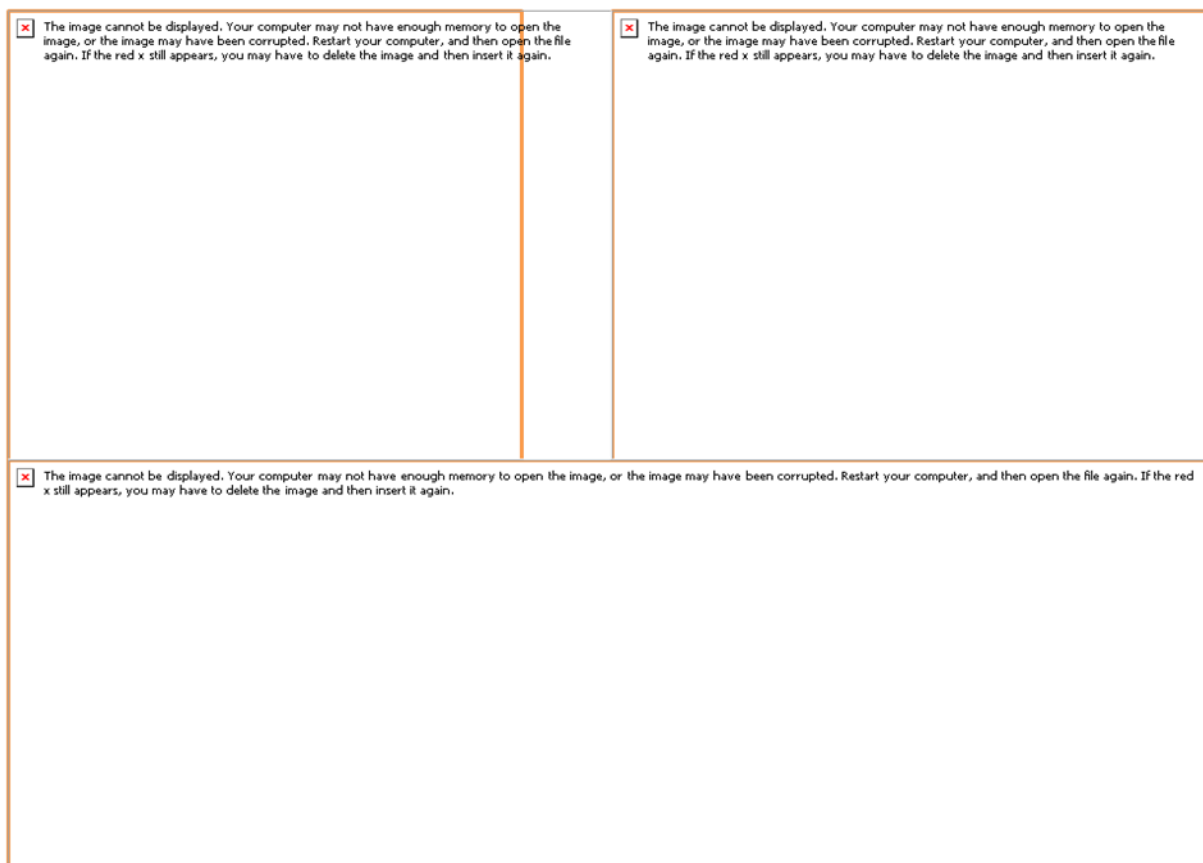 The image cannot be displayed. Your computer may not have enough memory to open the
image, or the image may have been corrupted. Restart your computer, and then open the file
again. If the red x still appears, you may have to delete the image and then insert it again.
The image cannot be displayed. Your computer may not have enough memory to open the
image, or the image may have been corrupted. Restart your computer, and then open the file
again. If the red x still appears, you may have to delete the image and then insert it again.
The image cannot be displayed. Your computer may not have enough memory to open the image, or the image may have been corrupted. Restart your computer, and then open the file again. If the red
x still appears, you may have to delete the image and then insert it again.